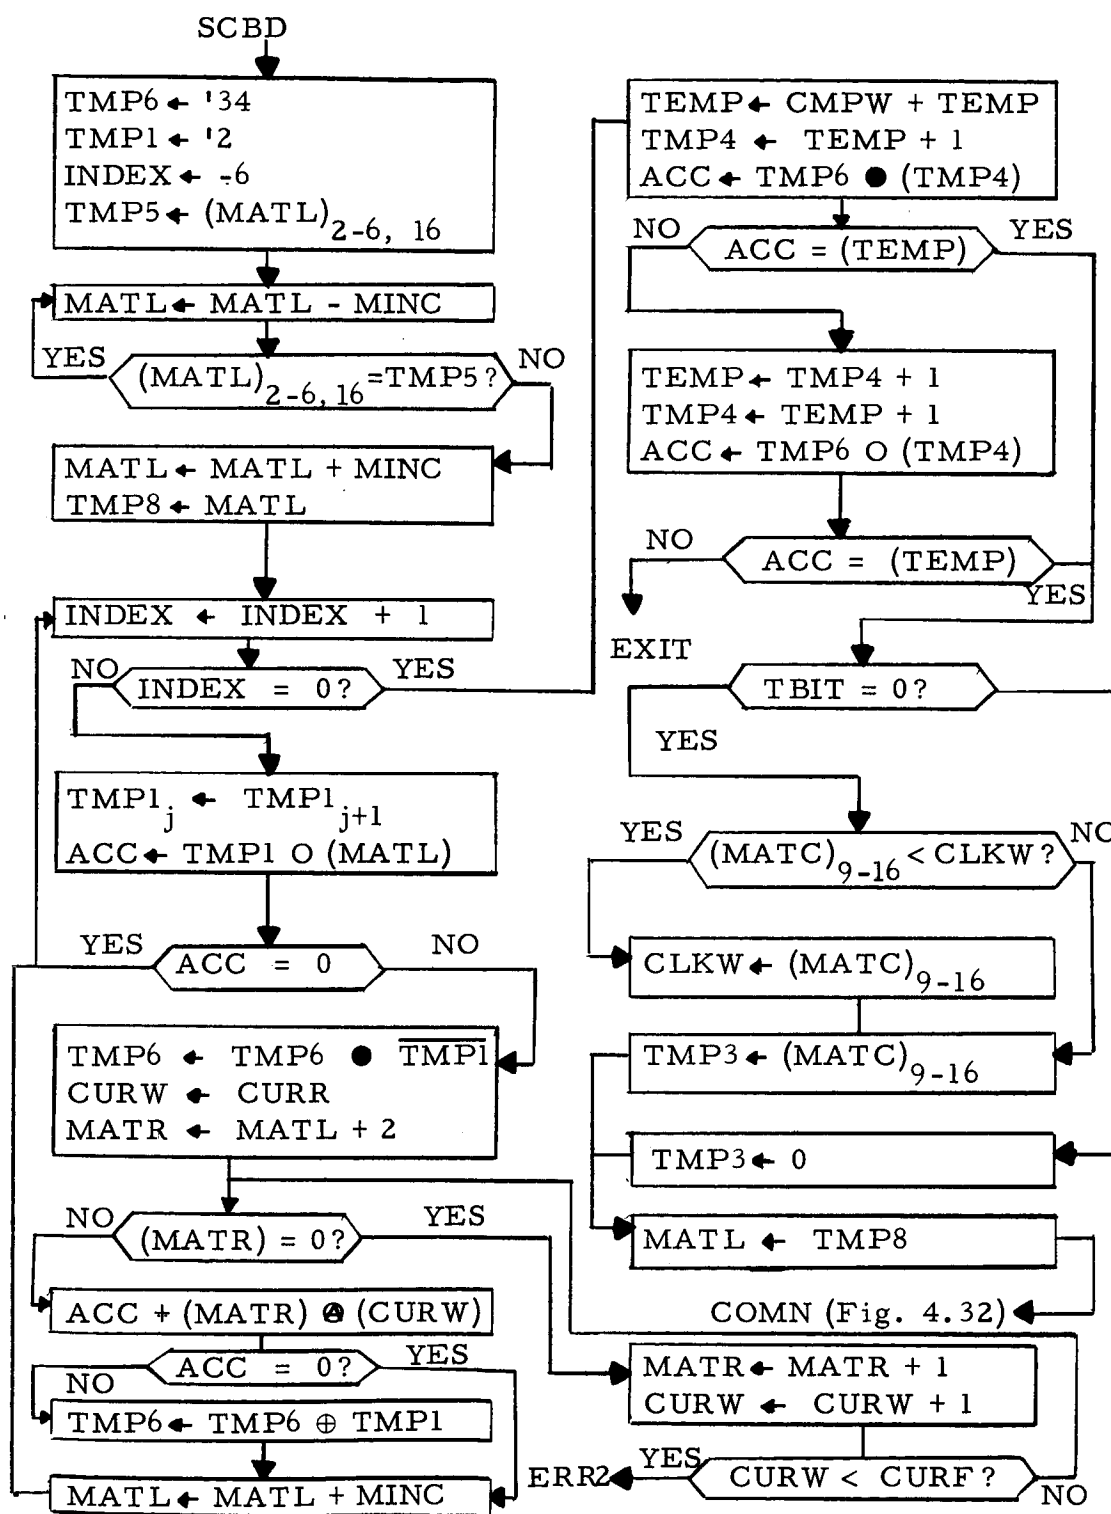 SCBD
TMP6 ← '34
TMP1 ← '2
INDEX ← -6
TMP5 ← (MATL)2-6, 16
MATL ← MATL - MINC
YES
NO
(MATL)2-6,16 = TMP5?
MATL ← MATL + MINC
TMP8 ← MATL
INDEX ← INDEX + 1
NO
YES
INDEX = 0?
TMP1j ← TMP1j+1
ACC ← TMP1 O (MATL)
YES
NO
ACC = 0
TMP6 ← TMP6 ● T̅M̅P̅1̅
CURW ← CURR
MATR ← MATL + 2
NO
YES
(MATR) = 0?
ACC + (MATR) (CURW)
ACC = 0?
YES
NO
TMP6 ← TMP6 ⊕ TMP1
MATL ← MATL + MINC
TEMP ← CMPW + TEMP
TMP4 ← TEMP + 1
ACC ← TMP6 ● (TMP4)
NO
YES
ACC = (TEMP)
TEMP ← TMP4 + 1
TMP4 ← TEMP + 1
ACC ← TMP6 O (TMP4)
NO
ACC = (TEMP)
YES
EXIT
TBIT = 0?
YES
YES
NO
(MATC)9-16 < CLKW?
CLKW ← (MATC)9-16
TMP3 ← (MATC)9-16
TMP3 ← 0
MATL ← TMP8
COMN (Fig. 4.32)
MATR ← MATR + 1
CURW ← CURW + 1
ERR2
YES
CURW < CURF?
NO